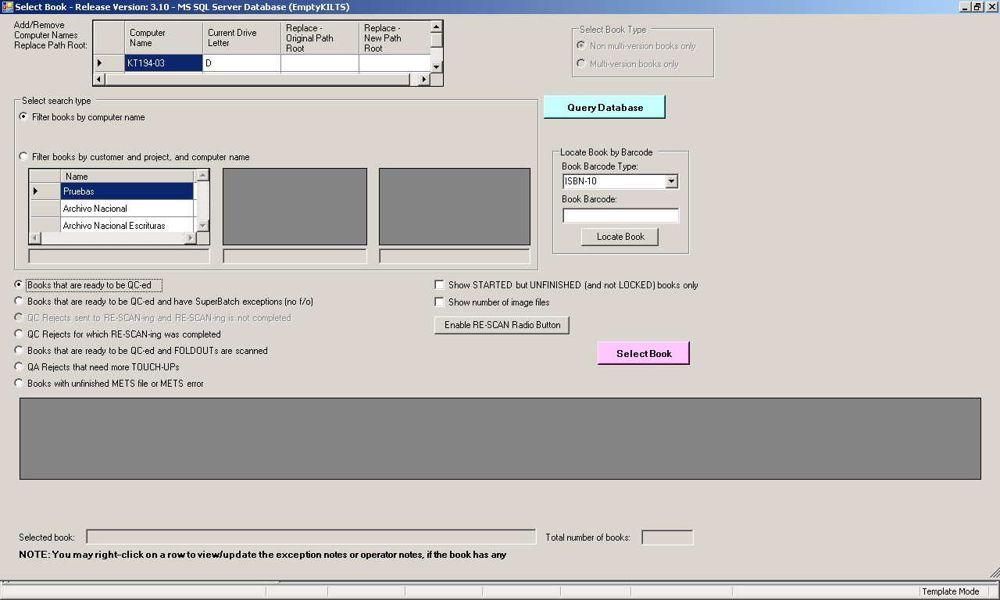 Select Book - Release Version: 3.10 - MS SQL Server Database (EmptyKILTS)
Add/Remove
Computer Names
Replace Path Root:
Computer
Name
Current Drive
Letter
Replace -
Original Path
Root
Replace -
New Path
Root
KT194-03
D
Select Book Type
Non multi-version books only
Multi-version books only
Select search type
Filter books by computer name
Query Database
Filter books by customer and project, and computer name
Name
Pruebas
Archivo Nacional
Archivo Nacional Escrituras
Locate Book by Barcode
Book Barcode Type:
ISBN-10
Book Barcode:
Locate Book
Books that are ready to be QC-ed
Books that are ready to be QC-ed and have SuperBatch exceptions (no f/o)
QC Rejects sent to RE-SCAN-ing and RE-SCAN-ing is not completed
QC Rejects for which RE-SCAN-ing was completed
Books that are ready to be QC-ed and FOLDOUTs are scanned
QA Rejects that need more TOUCH-UPs
Books with unfinished METS file or METS error
Show STARTED but UNFINISHED (and not LOCKED) books only
Show number of image files
Enable RE-SCAN Radio Button
Select Book
Selected book:
Total number of books:
NOTE: You may right-click on a row to view/update the exception notes or operator notes, if the book has any
Template Mode